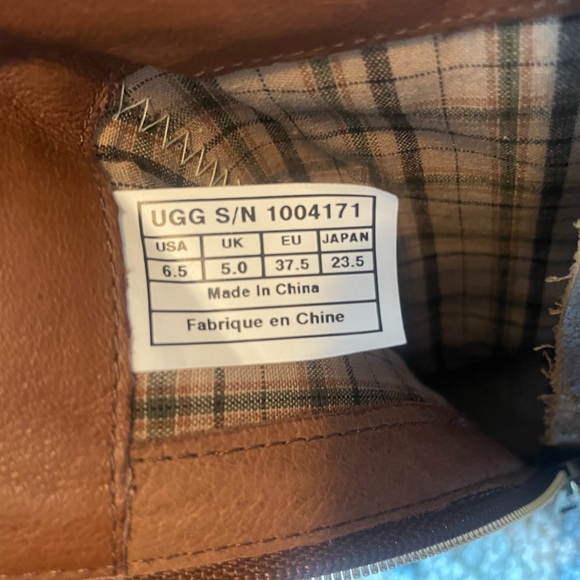 UGG S/N 1004171
USA UK EU JAPAN
6.5 5.0 37.5 23.5
Made In China
Fabrique en Chine